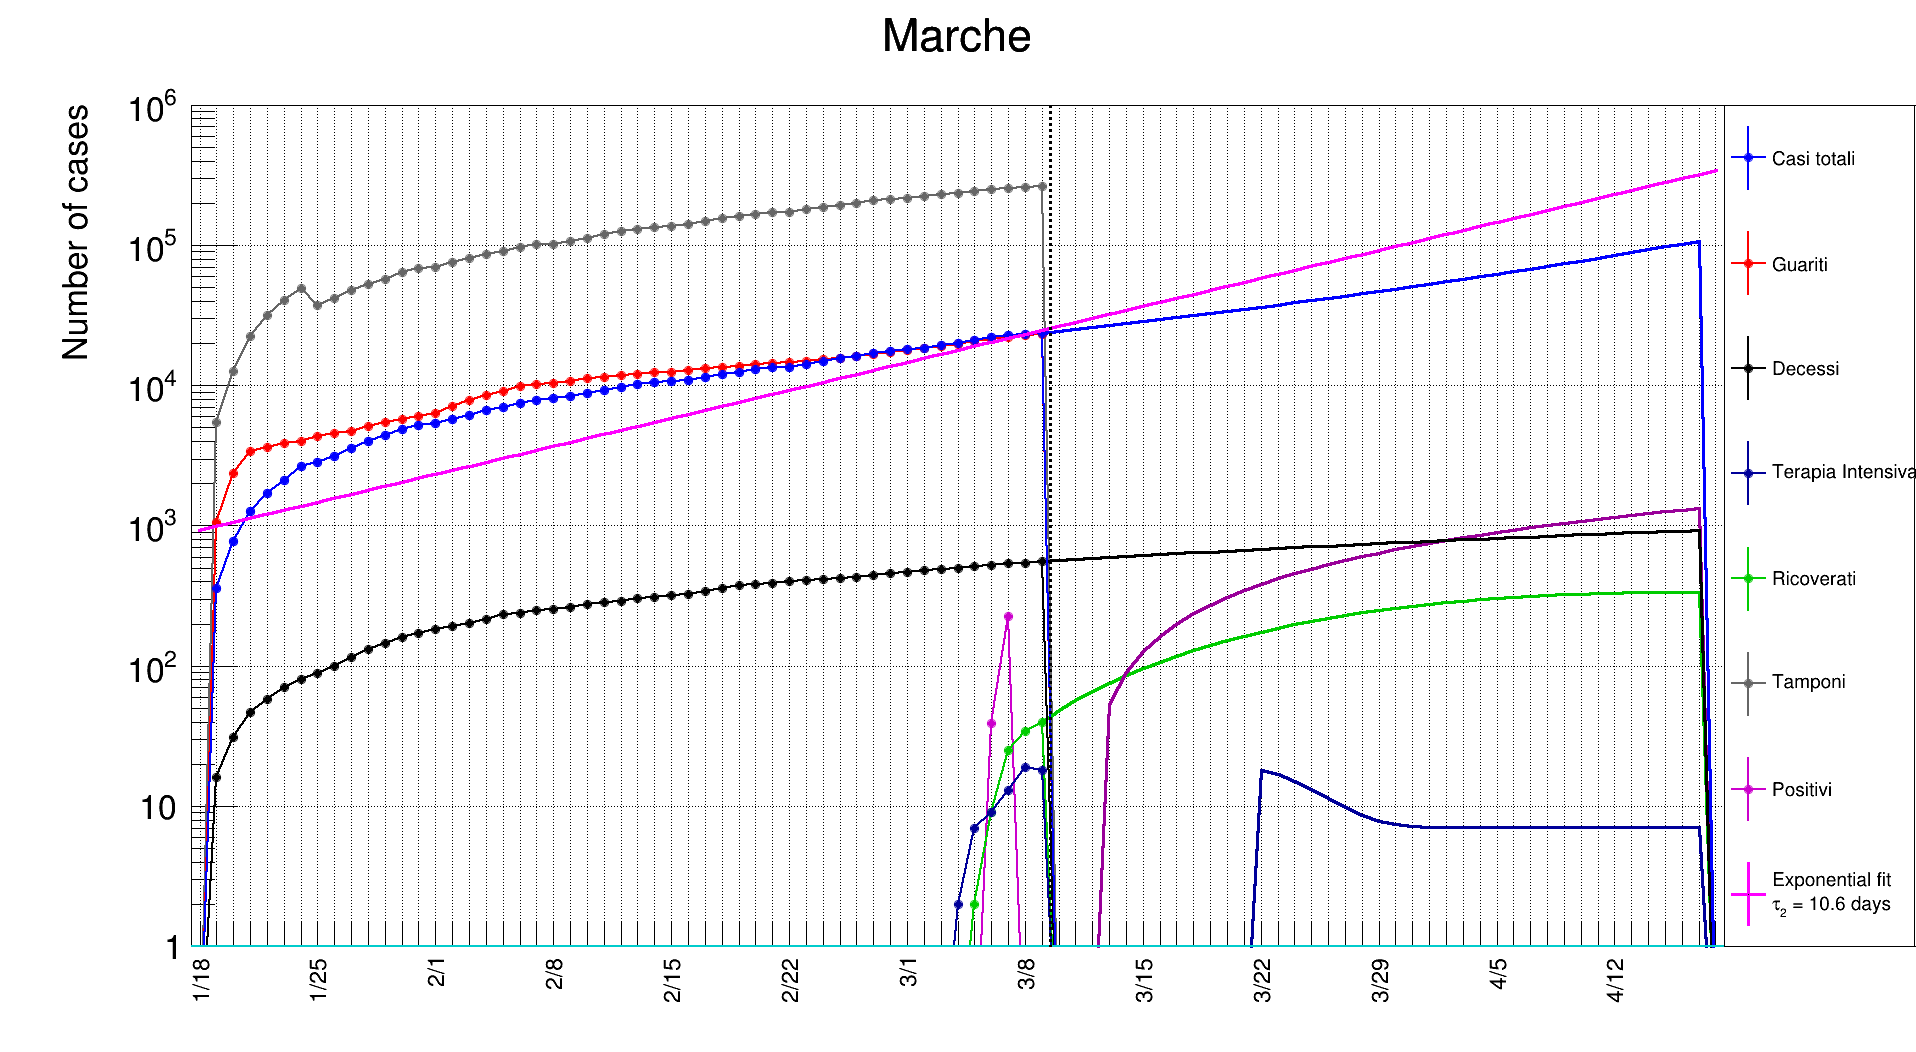 Marche
Number of cases
10^6
10^5
10^4
10^3
10^2
10
1
1/18
1/25
2/1
2/8
2/15
2/22
3/1
3/8
3/15
3/22
3/29
4/5
4/12
Casi totali
Guariti
Decessi
Terapia Intensiva
Ricoverati
Tamponi
Positivi
Exponential fit
τ₂ = 10.6 days